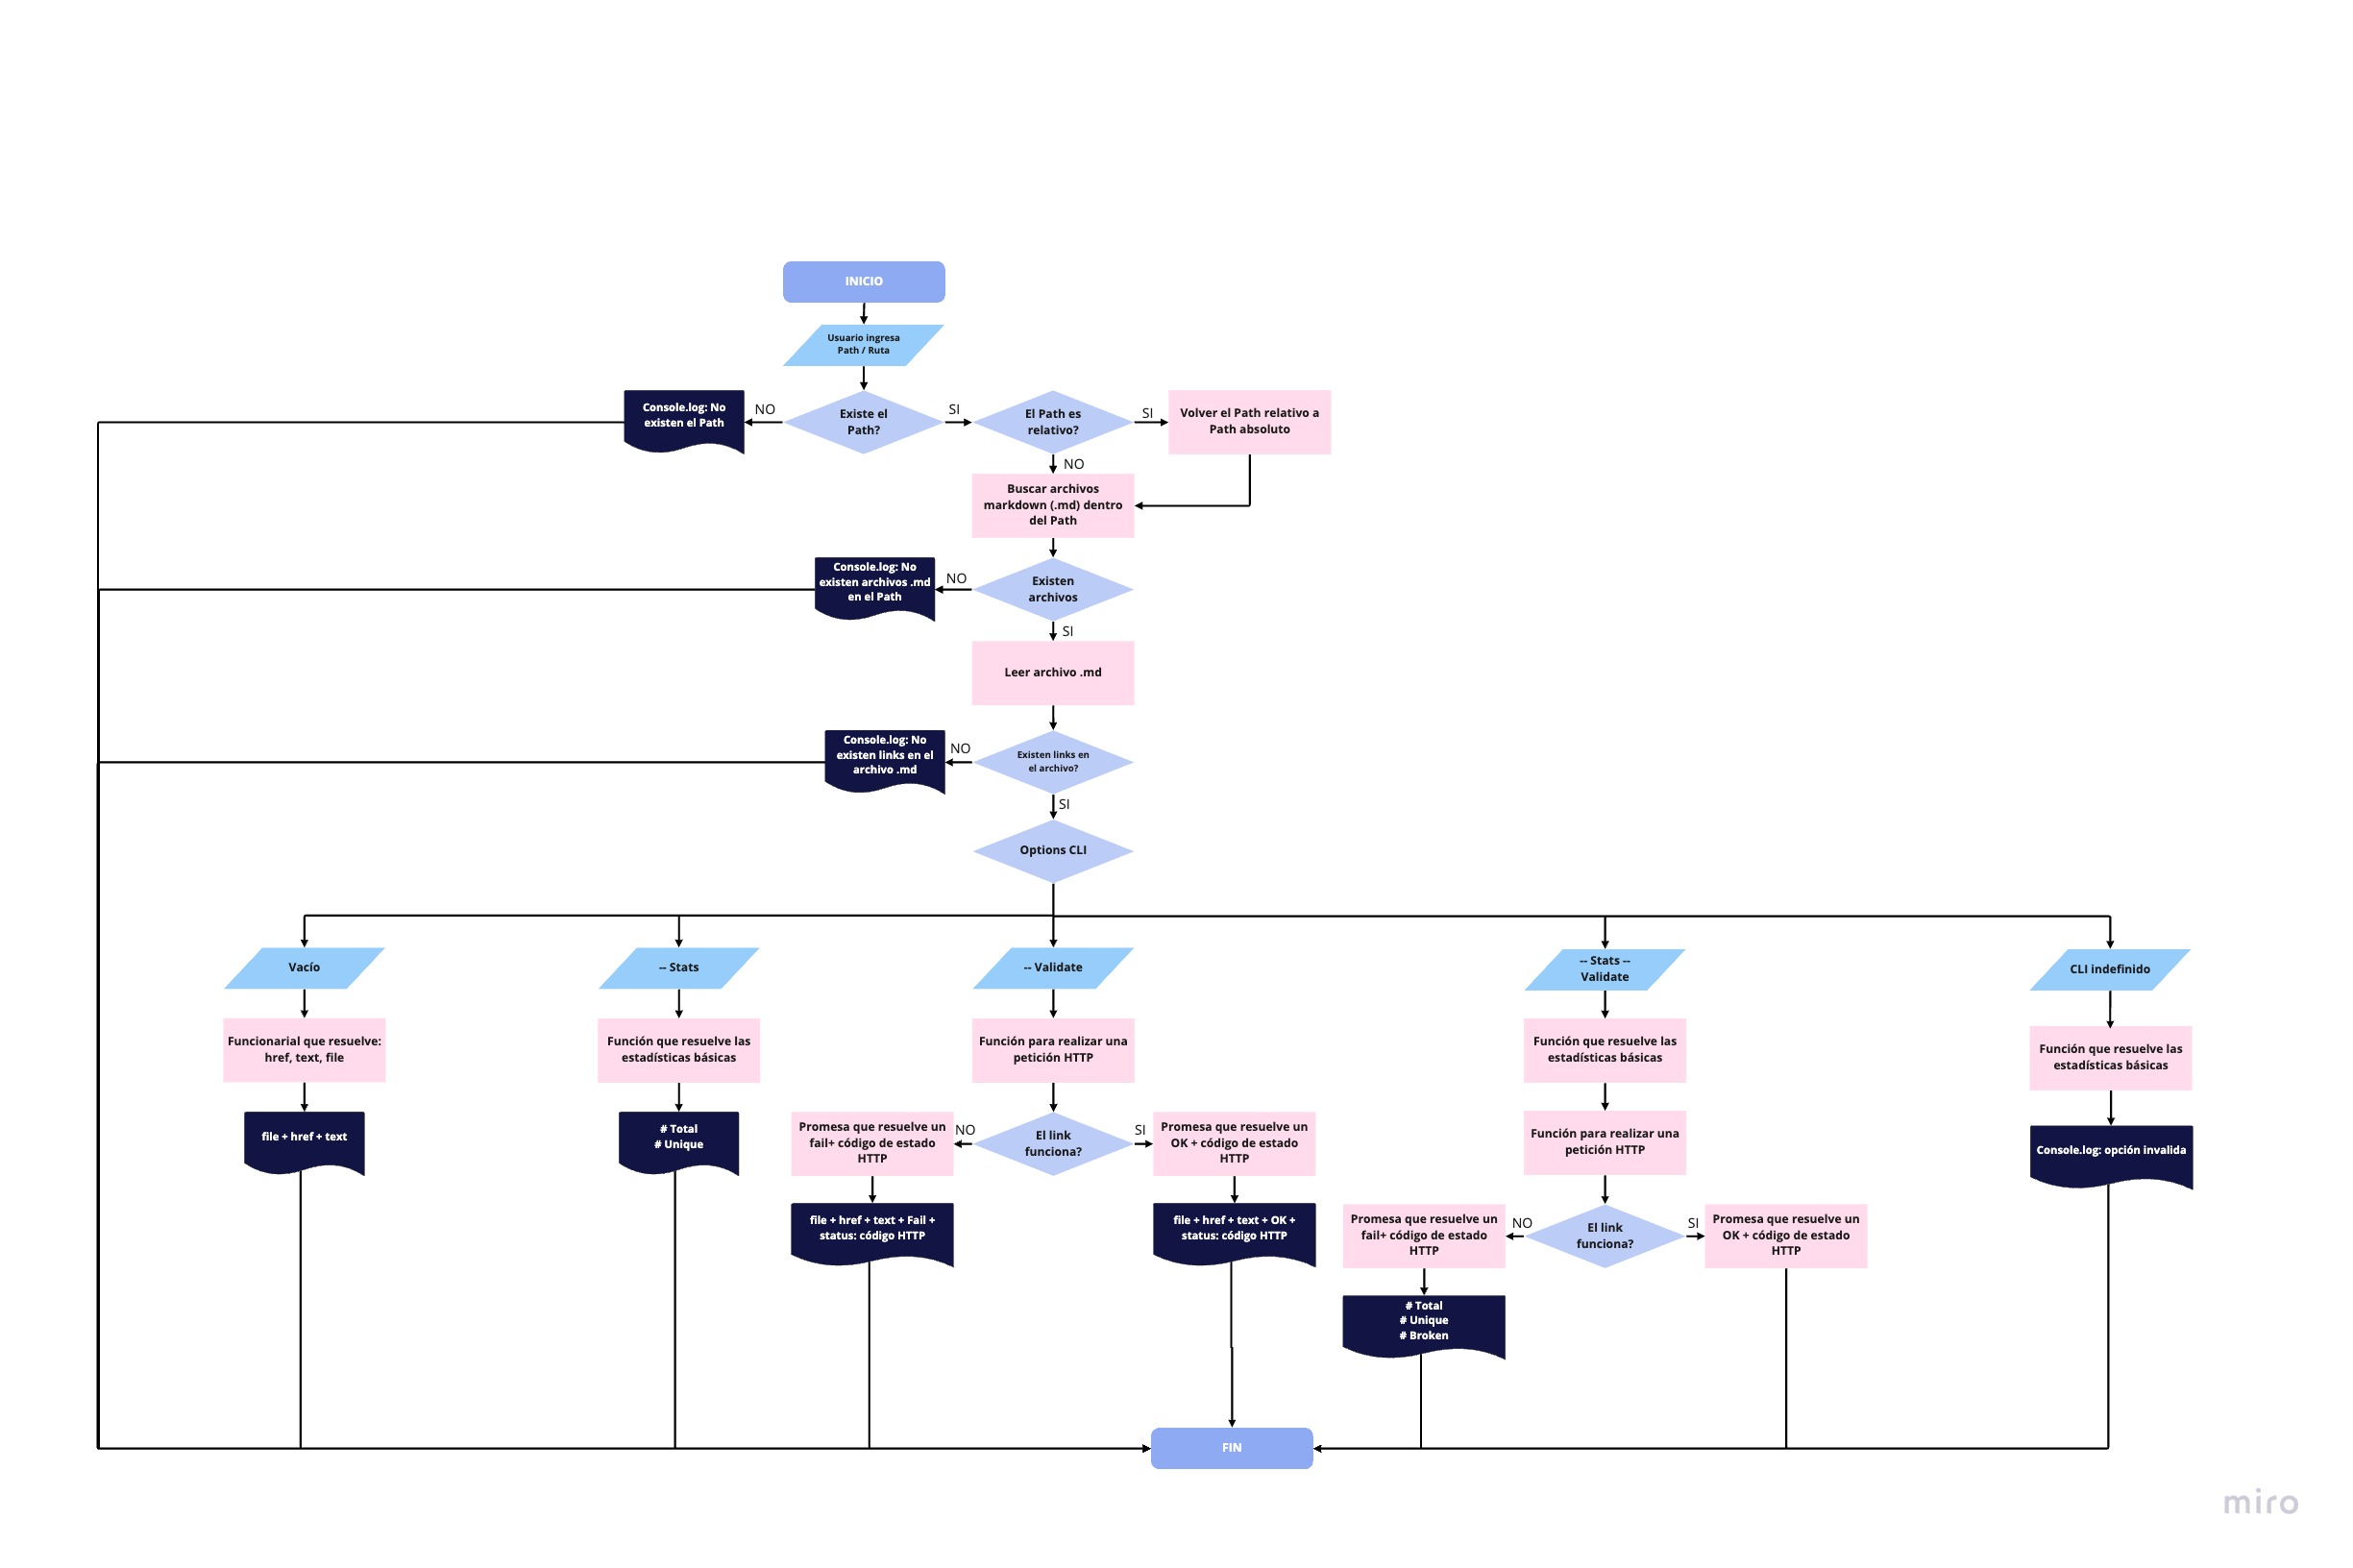 INICIO
Usuario ingresa
Path / Ruta
Console.log: No
existen el Path
NO
Existe el
Path?
SI
El Path es
relativo?
SI
Volver el Path relativo a
Path absoluto
NO
Buscar archivos
markdown (.md) dentro
del Path
Console.log: No
existen archivos .md
en el Path
NO
Existen
archivos
SI
Leer archivo .md
Console.log: No
existen links en el
archivo .md
NO
Existen links en
el archivo?
SI
Options CLI
Vacío
-- Stats
-- Validate
-- Stats --
Validate
CLI indefinido
Funcionarial que resuelve:
href, text, file
Función que resuelve las
estadísticas básicas
Función para realizar una
petición HTTP
Función que resuelve las
estadísticas básicas
Función que resuelve las
estadísticas básicas
file + href + text
# Total
# Unique
Promesa que resuelve un
fail+ código de estado
HTTP
NO
El link
funciona?
SI
Promesa que resuelve un
OK + código de estado
HTTP
Función para realizar una
petición HTTP
Console.log: opción invalida
file + href + text + Fail +
status: código HTTP
file + href + text + OK +
status: código HTTP
Promesa que resuelve un
fail+ código de estado
HTTP
NO
El link
funciona?
SI
Promesa que resuelve un
OK + código de estado
HTTP
# Total
# Unique
# Broken
FIN
miro